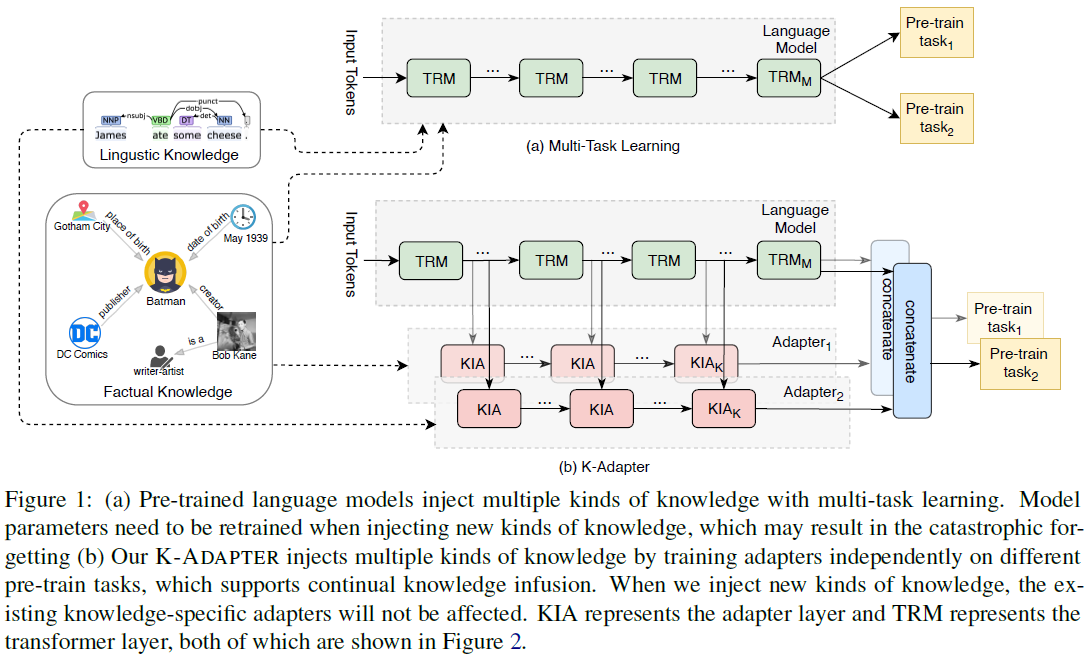 Language
Model
Input Tokens
TRM
...
TRM
...
TRM
...
TRM_M
Pre-train
task_1
Pre-train
task_2
(a) Multi-Task Learning
punct
dobj
nsubj
det
NNP
VBD
DT
NN
.
James ate some cheese .
Lingustic Knowledge
Gotham City
place of birth
date of birth
May 1939
Batman
publisher
creator
DC
DC Comics
is a
Bob Kane
writer-artist
Factual Knowledge
Language
Model
Input Tokens
TRM
...
TRM
...
TRM
...
TRM_M
concatenate
concatenate
Pre-train
task_1
Pre-train
task_2
KIA
...
KIA
...
KIA_K
Adapter_1
KIA
...
KIA
...
KIA_K
Adapter_2
(b) K-Adapter
Figure 1: (a) Pre-trained language models inject multiple kinds of knowledge with multi-task learning. Model
parameters need to be retrained when injecting new kinds of knowledge, which may result in the catastrophic for-
getting (b) Our K-ADAPTER injects multiple kinds of knowledge by training adapters independently on different
pre-train tasks, which supports continual knowledge infusion. When we inject new kinds of knowledge, the ex-
isting knowledge-specific adapters will not be affected. KIA represents the adapter layer and TRM represents the
transformer layer, both of which are shown in Figure 2.